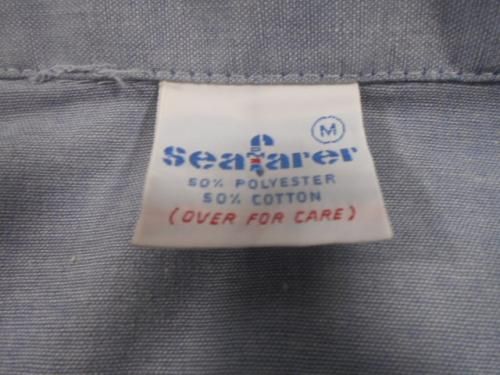 M
Seafarer
50% POLYESTER
50% COTTON
(OVER FOR CARE)